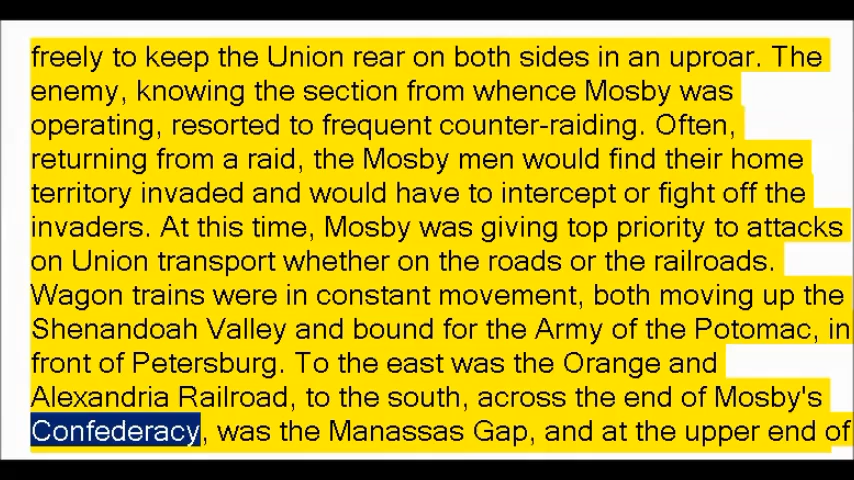 freely to keep the Union rear on both sides in an uproar. The
enemy, knowing the section from whence Mosby was
operating, resorted to frequent counter-raiding. Often,
returning from a raid, the Mosby men would find their home
territory invaded and would have to intercept or fight off the
invaders. At this time, Mosby was giving top priority to attacks
on Union transport whether on the roads or the railroads.
Wagon trains were in constant movement, both moving up the
Shenandoah Valley and bound for the Army of the Potomac, in
front of Petersburg. To the east was the Orange and
Alexandria Railroad, to the south, across the end of Mosby's
Confederacy, was the Manassas Gap, and at the upper end of